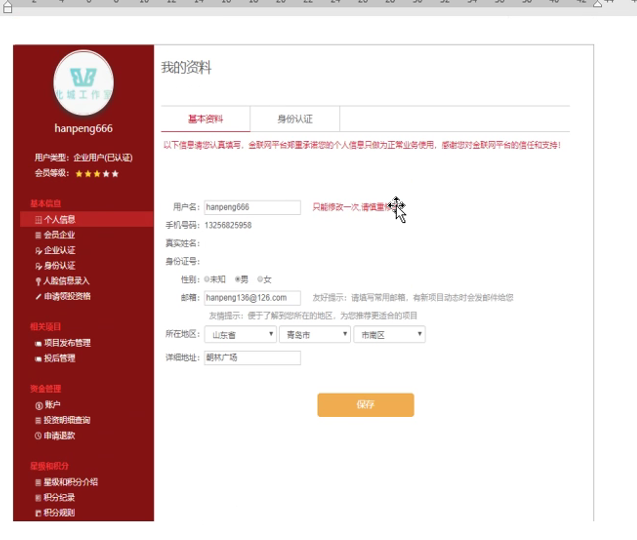 我的资料
北城工作室
hanpeng666
用户类型：企业用户(已认证)
会员等级：
基本信息
个人信息
会员企业
企业认证
身份认证
人脸信息录入
申请领投资格
相关项目
项目发布管理
投后管理
资金管理
账户
投资明细查询
申请退款
星级和积分
星级和积分介绍
积分纪录
积分规则
基本资料 身份认证
以下信息请您认真填写、金联网平台郑重承诺您的个人信息只做为正常业务使用，感谢您对金联网平台的信任和支持！
用户名： hanpeng666 只能修改一次,请慎重
手机号码： 13256825958
真实姓名：
身份证号：
性别： 未知 男 女
邮箱： hanpeng136@126.com 友好提示：请填写常用邮箱，有新项目动态时会发邮件给您
友情提示：便于了解到您所在的地区，为您推荐更适合的项目
所在地区： 山东省 青岛市 市南区
详细地址： 朝林广场
保存